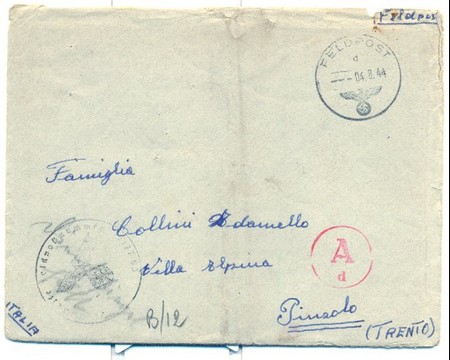 Feldpost
FELDPOST
d
04.8.44
Famiglia
Collini Adamello
Villa Alpina
A
d
Pinzolo
(TRENTO)
B/12
ITALIA